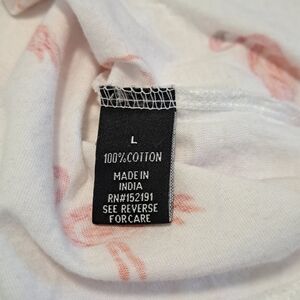 L
100%COTTON
MADE IN
INDIA
RN#152191
SEE REVERSE
FOR CARE